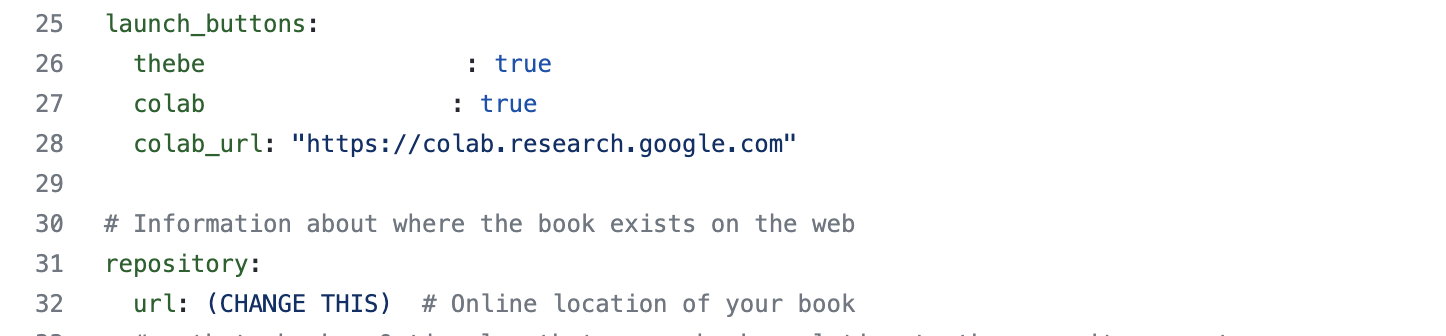 25 launch_buttons:
26 thebe : true
27 colab : true
28 colab_url: "https://colab.research.google.com"
29
30 # Information about where the book exists on the web
31 repository:
32 url: (CHANGE THIS) # Online location of your book